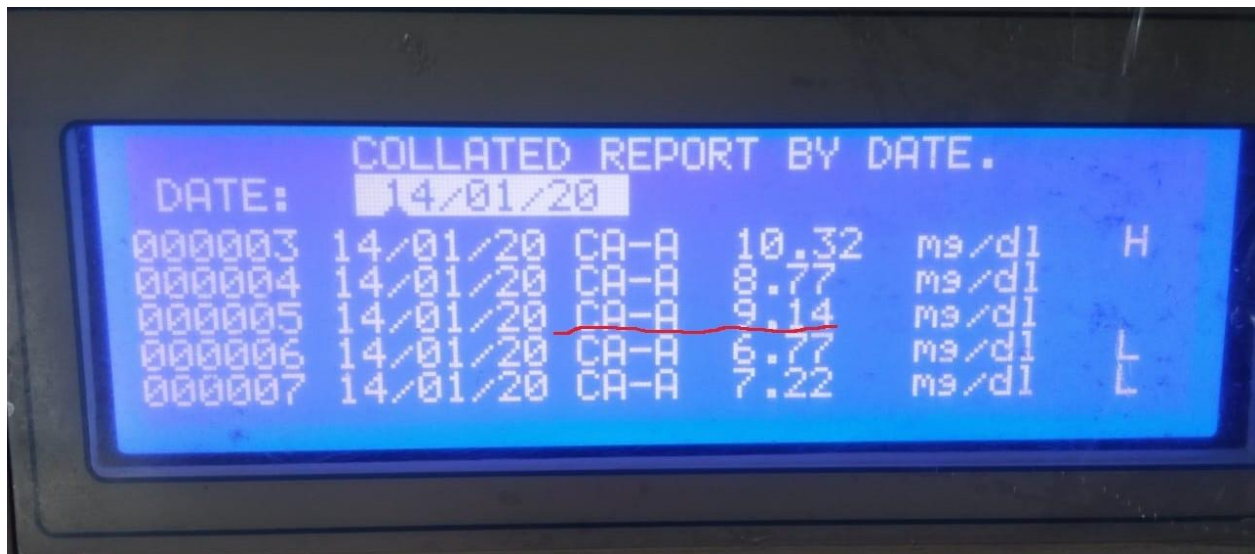 COLLATED REPORT BY DATE.
DATE: 14/01/20
000003 14/01/20 CA-A 10.32 mg/dl H
000004 14/01/20 CA-A 8.77 mg/dl
000005 14/01/20 CA-A 9.14 mg/dl
000006 14/01/20 CA-A 6.77 mg/dl L
000007 14/01/20 CA-A 7.22 mg/dl L